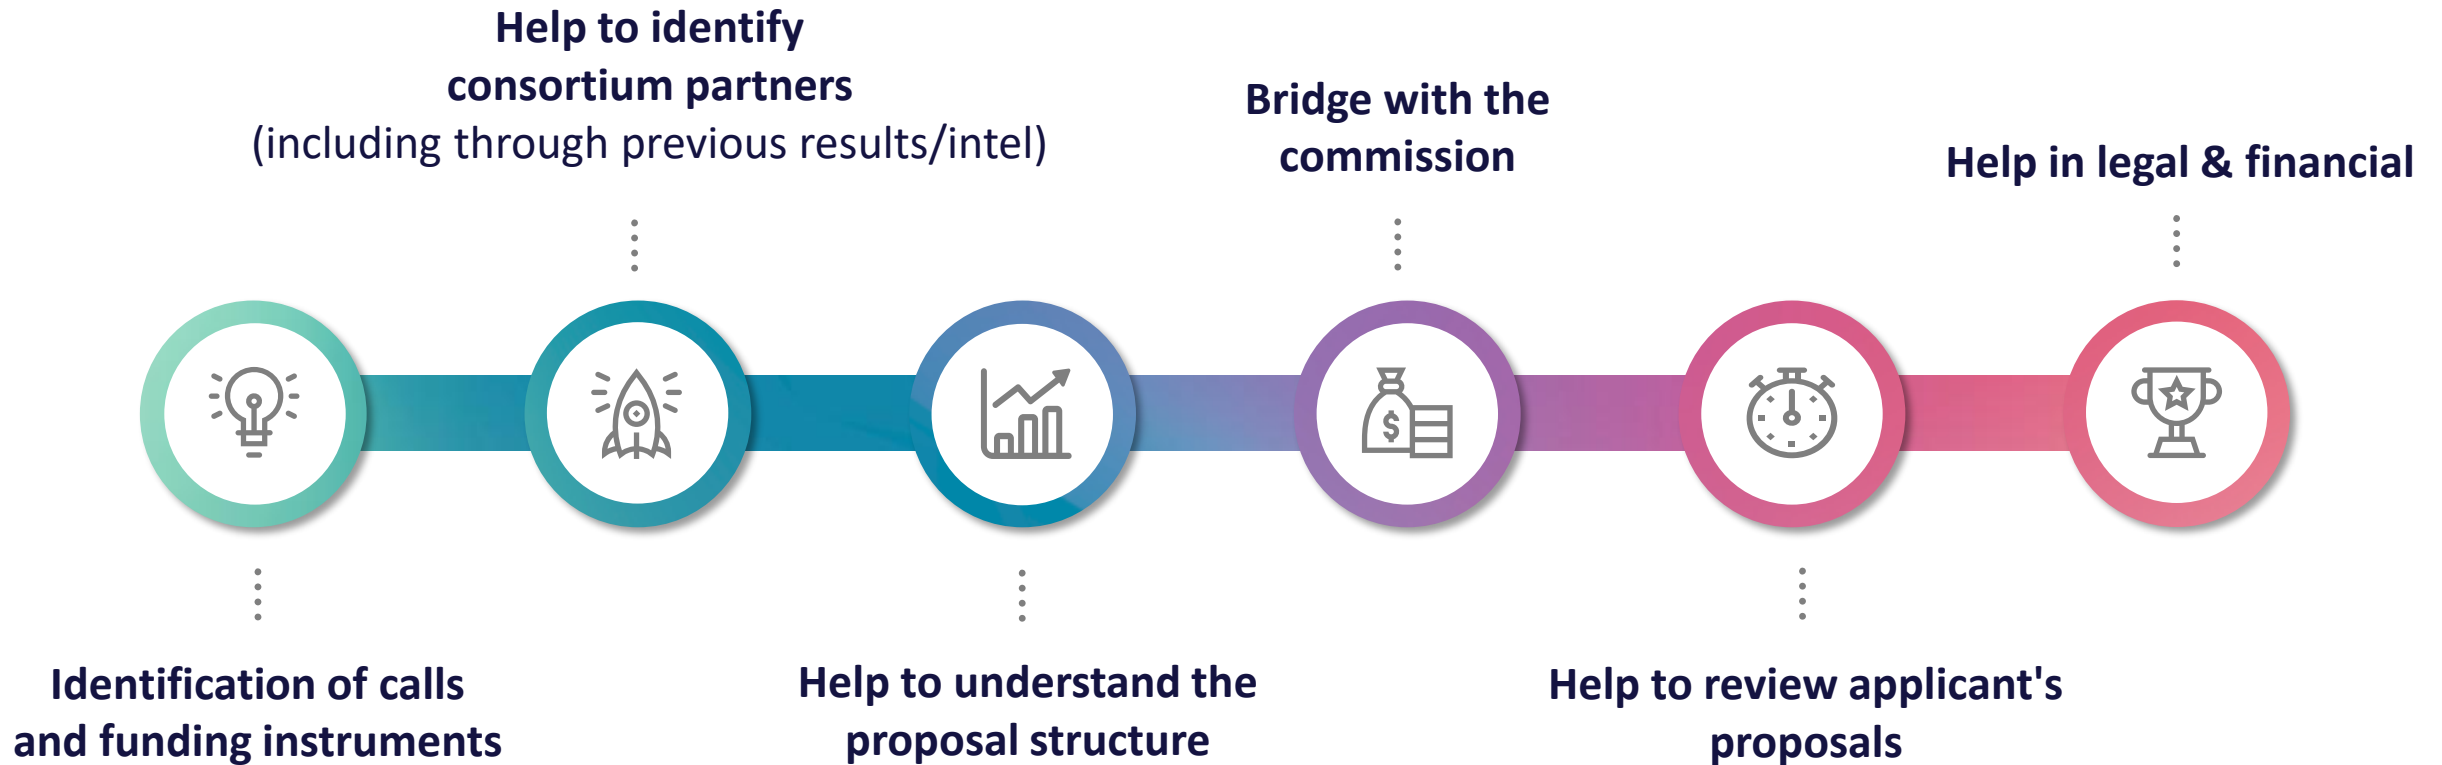 Help to identify
consortium partners
(including through previous results/intel)
Bridge with the
commission
Help in legal & financial
$
Identification of calls
and funding instruments
Help to understand the
proposal structure
Help to review applicant's
proposals